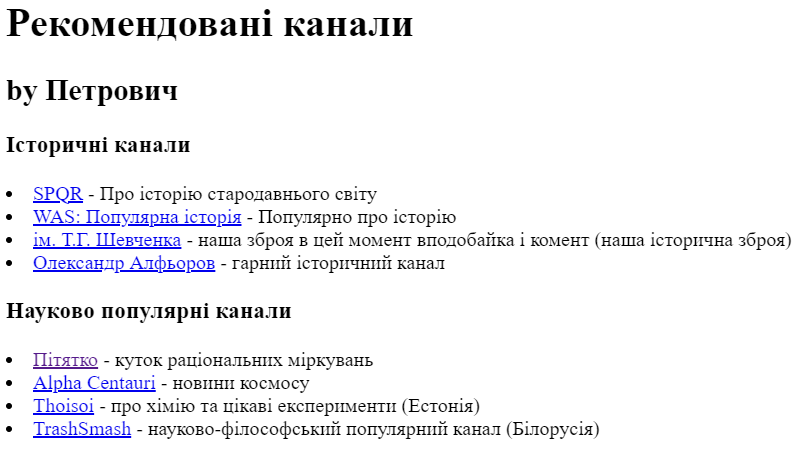 Рекомендовані канали
by Петрович
Історичні канали
• SPQR - Про історію стародавнього світу
• WAS: Популярна історія - Популярно про історію
• ім. Т.Г. Шевченка - наша зброя в цей момент вподобайка і комент (наша історична зброя)
• Олександр Алфьоров - гарний історичний канал
Науково популярні канали
• Пітятко - куток раціональних міркувань
• Alpha Centauri - новини космосу
• Thoisoi - про хімію та цікаві експерименти (Естонія)
• TrashSmash - науково-філософський популярний канал (Білорусія)